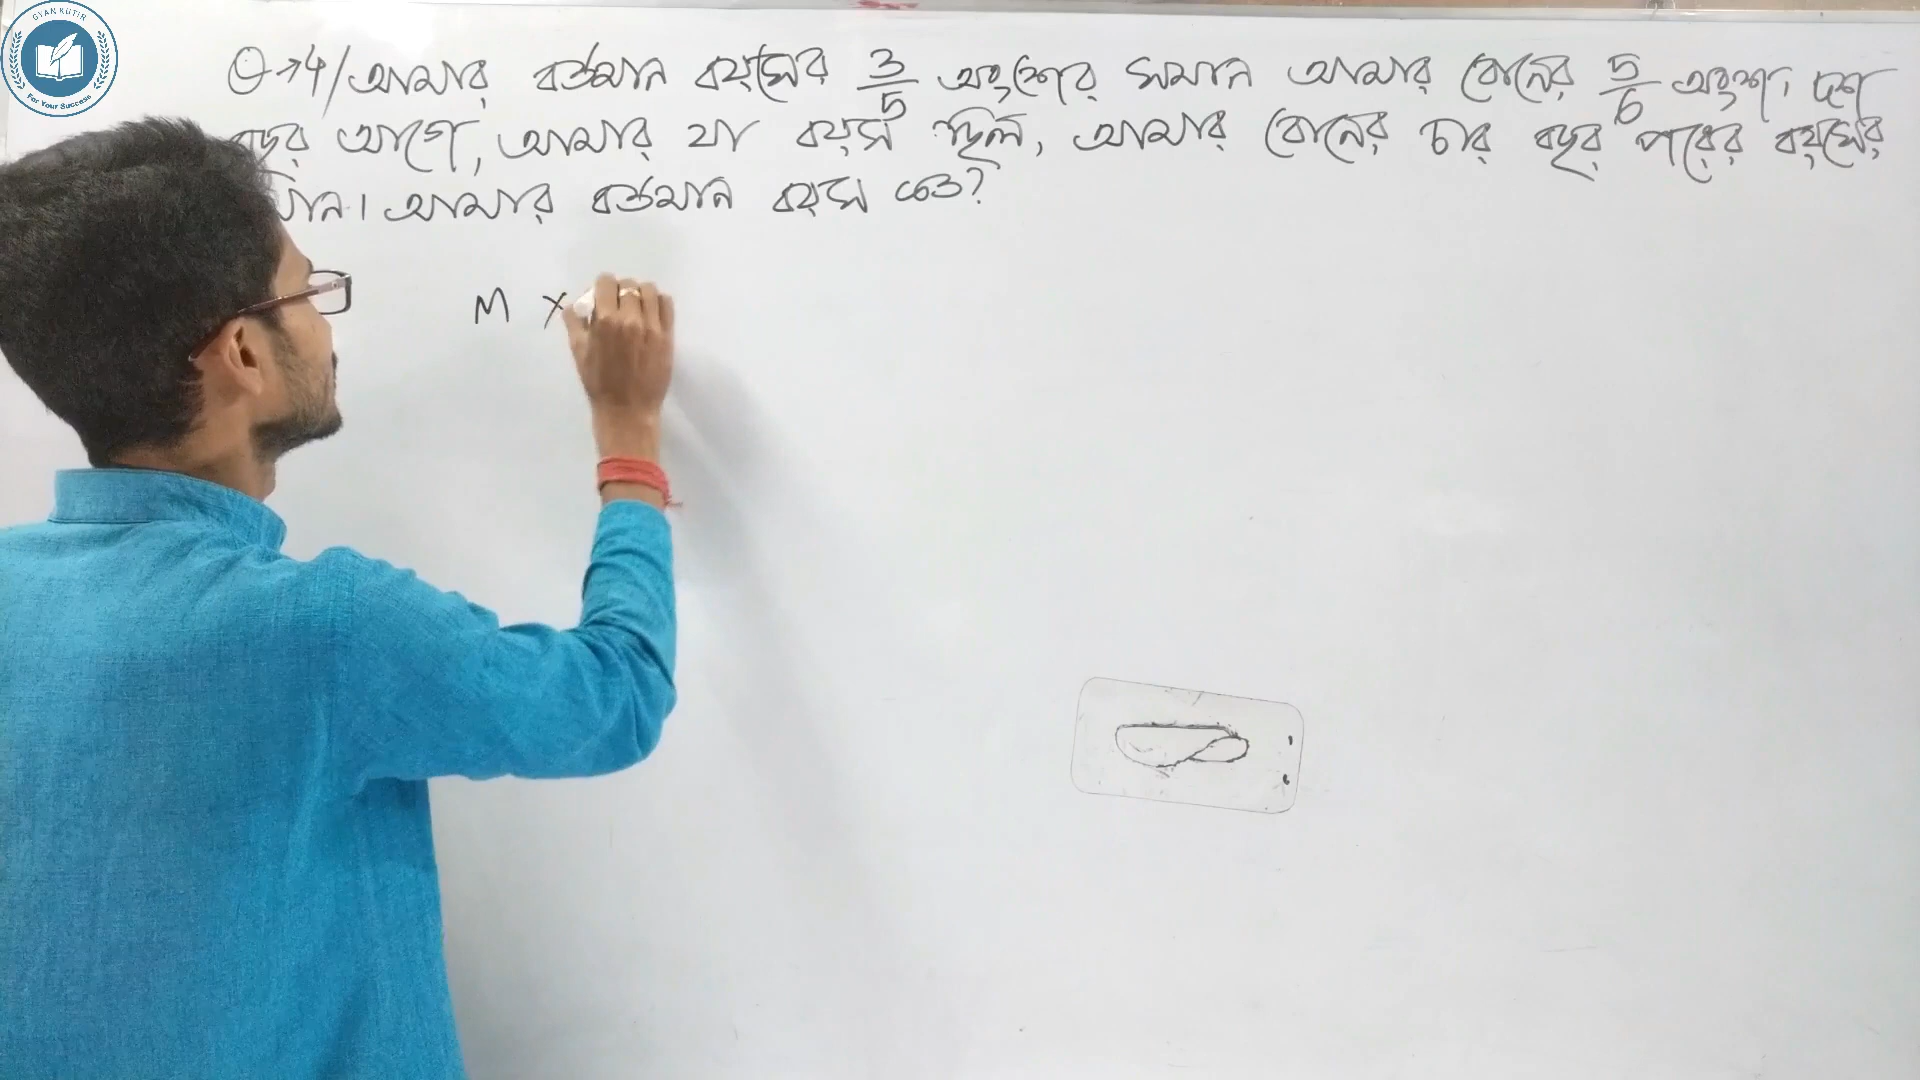 GYAN KUTIR
For Your Success
Q→4/ আমার বর্তমান বয়সের 3/5 অংশের সমান আমার বোনের 5/6 অংশ। দশ
বছর আগে, আমার যা বয়স ছিল, আমার বোনের চার বছর পরের বয়সের
আমার বর্তমান বয়স কত?
M ×